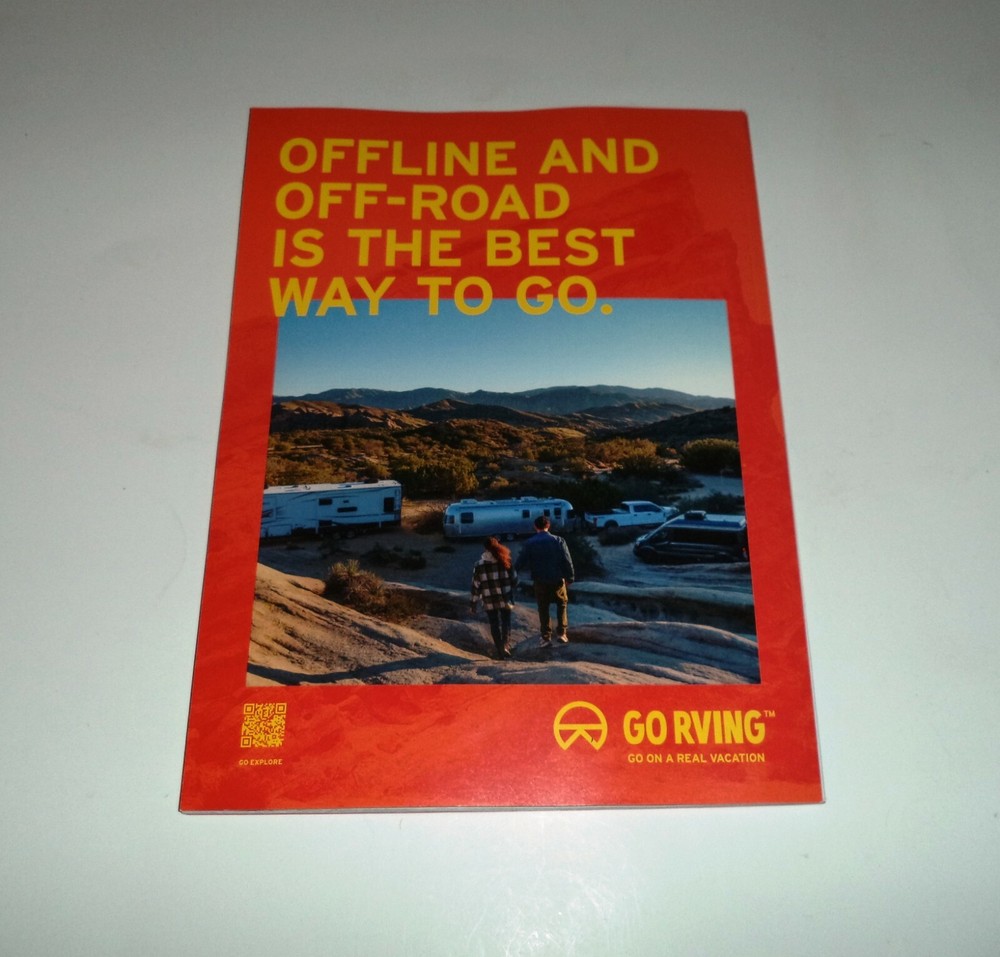 OFFLINE AND
OFF-ROAD
IS THE BEST
WAY TO GO.
GO EXPLORE
GO RVING™
GO ON A REAL VACATION